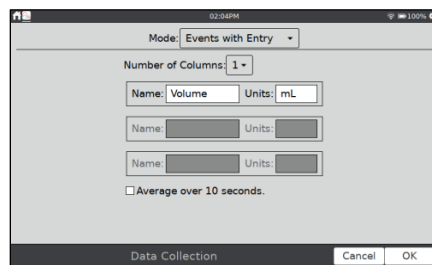 02:04PM 100%
Mode: Events with Entry
Number of Columns: 1
Name: Volume Units: mL
Name: Units:
Name: Units:
Average over 10 seconds.
Data Collection Cancel OK